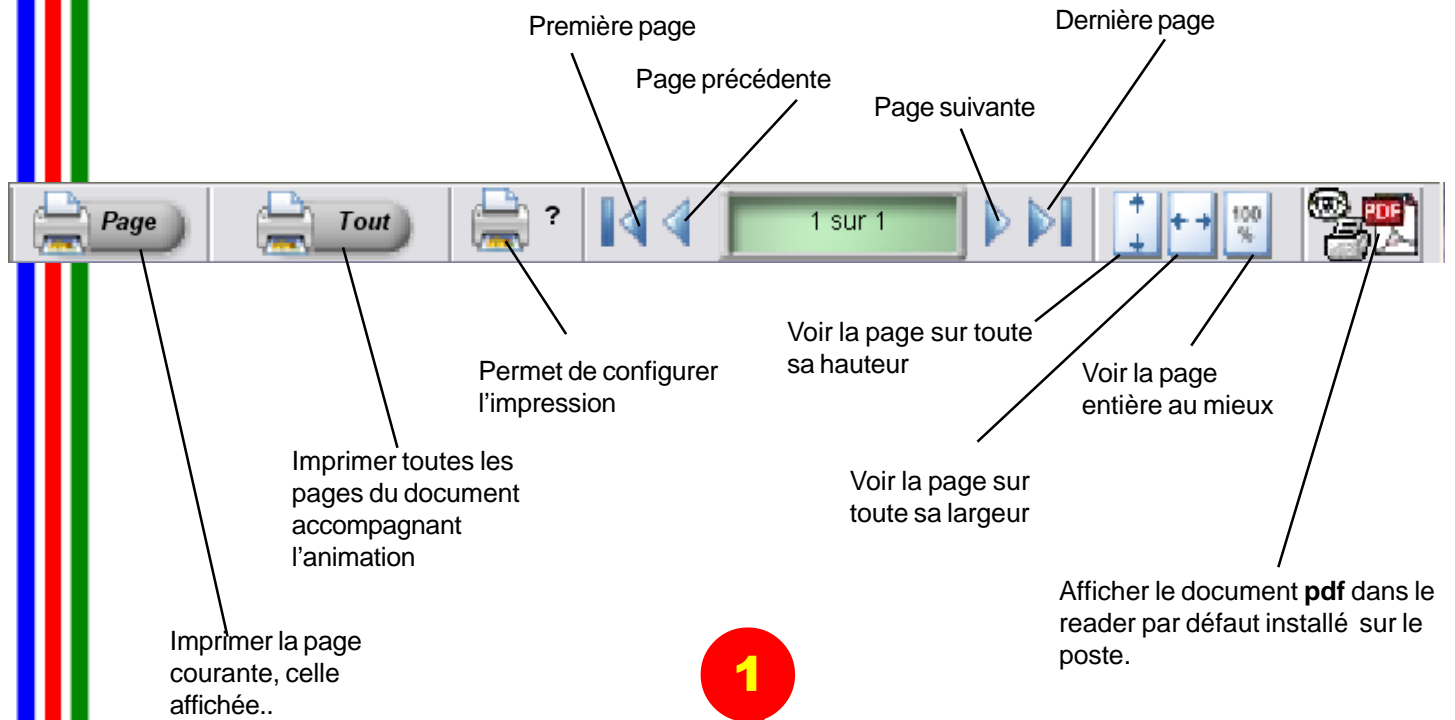 Première page
Dernière page
Page précédente
Page suivante
Page
Tout
?
1 sur 1
100
%
PDF
Voir la page sur toute
sa hauteur
Permet de configurer
l’impression
Voir la page
entière au mieux
Imprimer toutes les
pages du document
accompagnant
l’animation
Voir la page sur
toute sa largeur
Afficher le document pdf dans le
reader par défaut installé sur le
poste.
Imprimer la page
courante, celle
affichée..
1